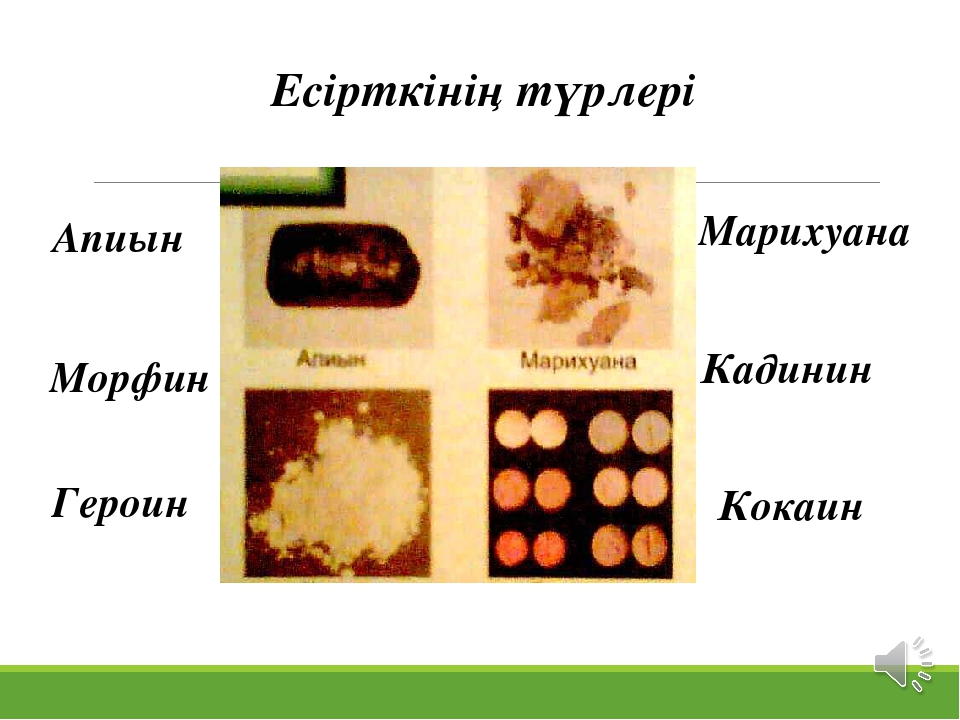 Есірткінің түрлері
Апиын
Морфин
Героин
Апиын
Марихуана
Марихуана
Кадинин
Кокаин